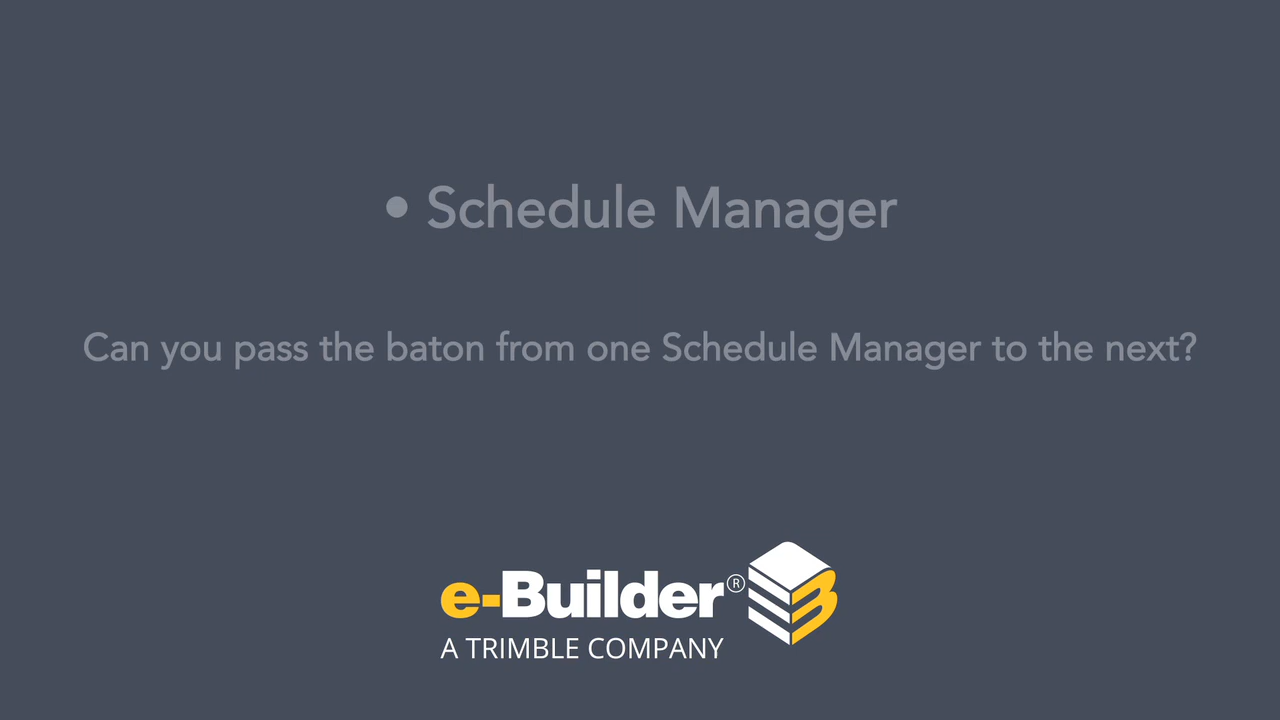 • Schedule Manager
Can you pass the baton from one Schedule Manager to the next?
e-Builder®
A TRIMBLE COMPANY